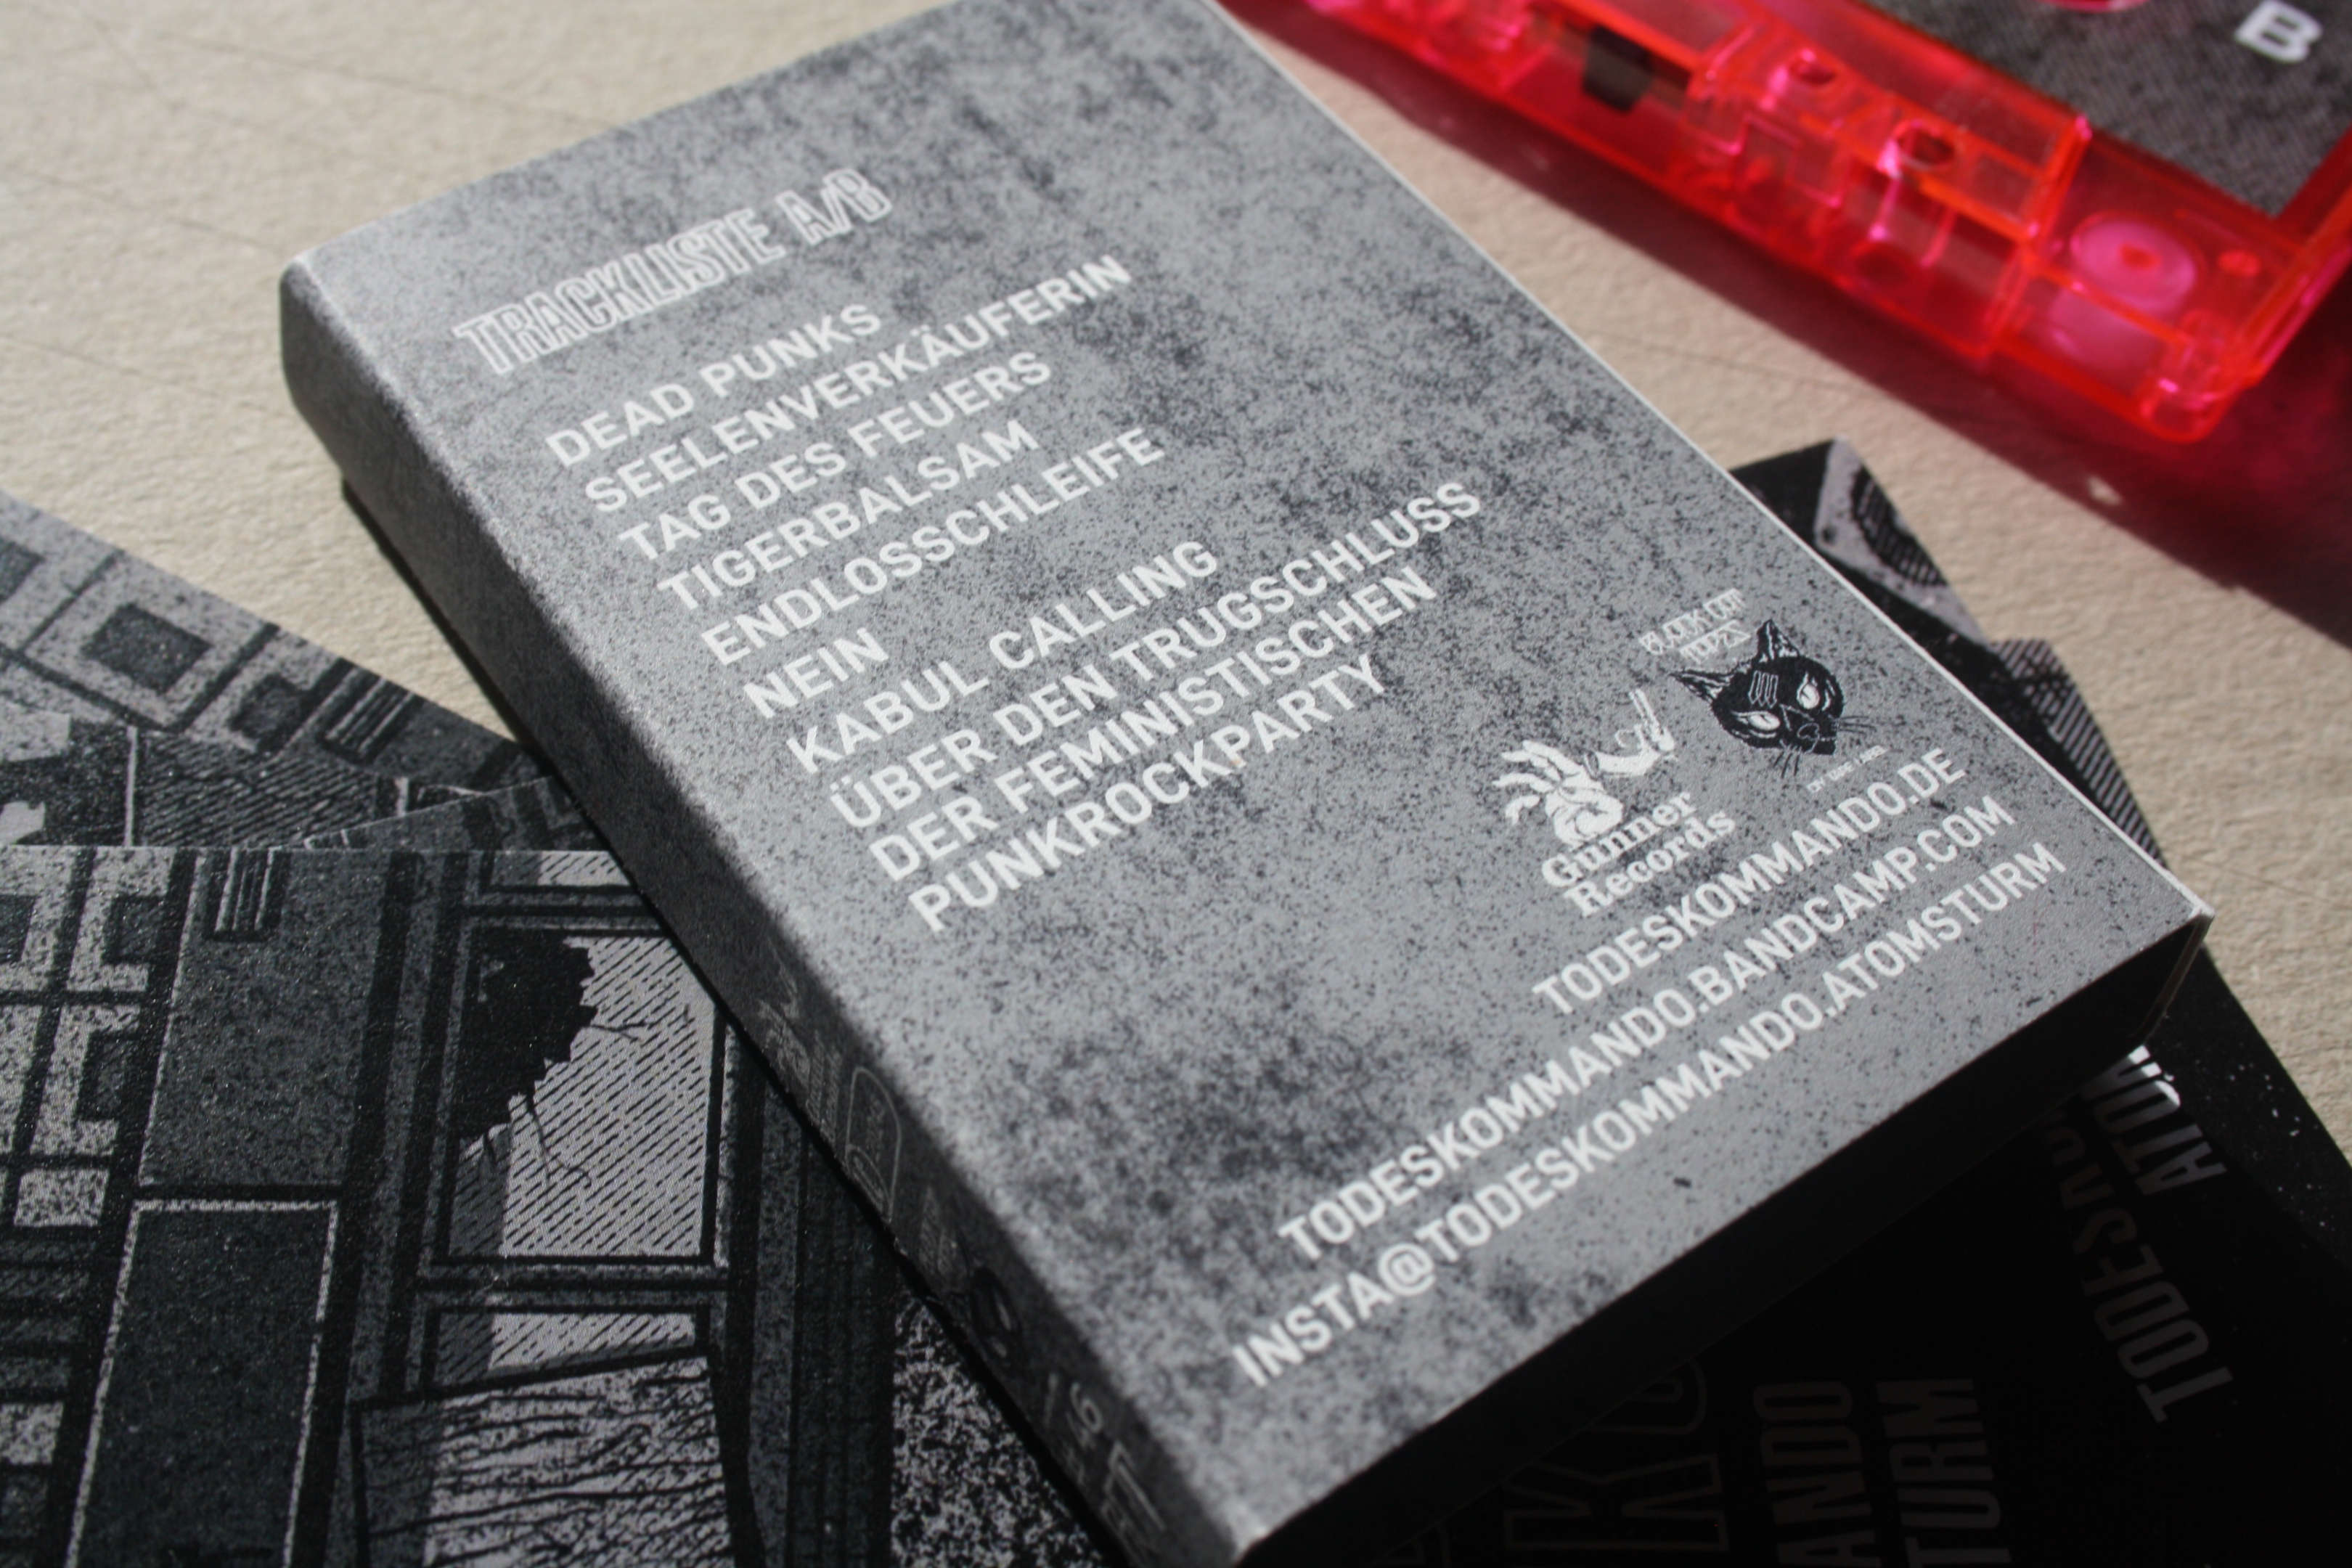 B
TRACKLISTE A/B
DEAD PUNKS
SEELENVERKÄUFERIN
TAG DES FEUERS
TIGERBALSAM
ENDLOSSCHLEIFE
NEIN
KABUL CALLING
ÜBER DEN TRUGSCHLUSS
DER FEMINISTISCHEN
PUNKROCKPARTY
TAPES
Gunner
Records
TODESKOMMANDO.DE
TODESKOMMANDO.BANDCAMP.COM
INSTA@TODESKOMMANDO.ATOMSTURM